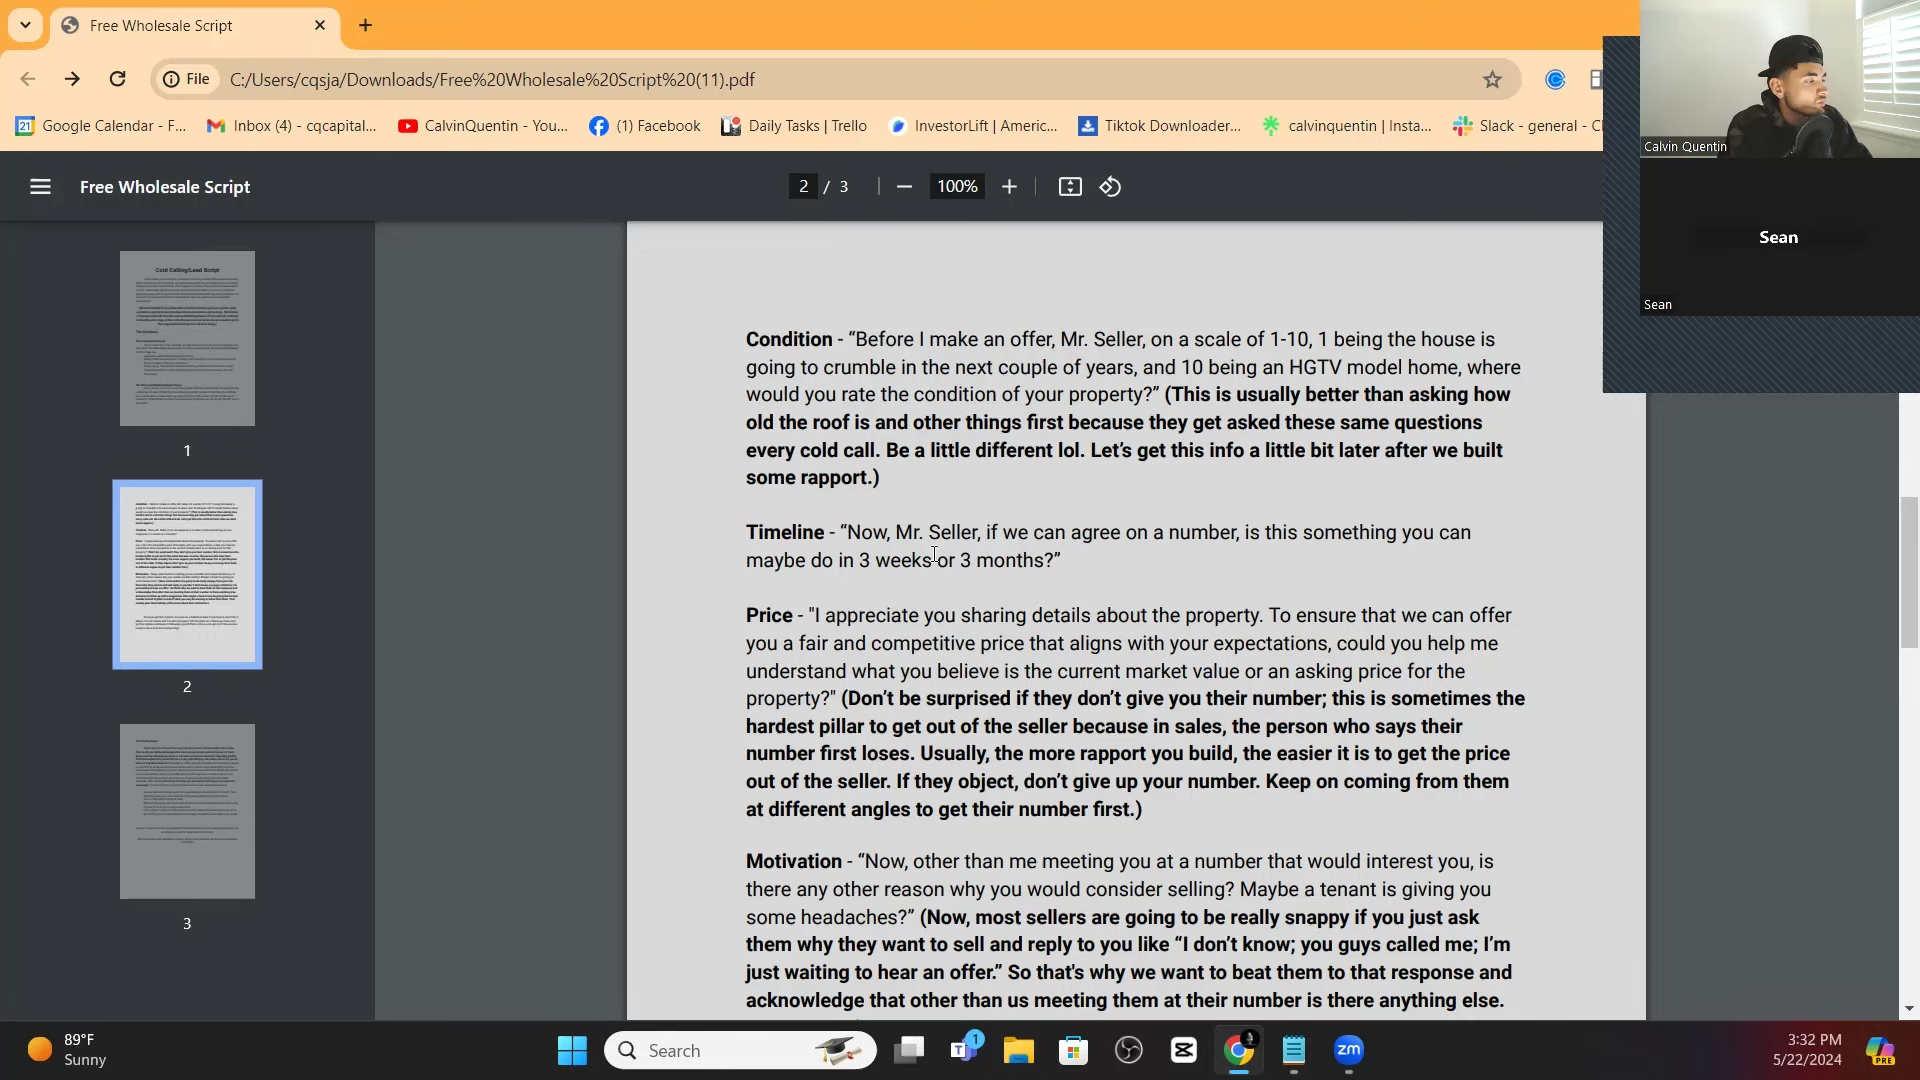 Free Wholesale Script
File
C:/Users/cqsja/Downloads/Free%20Wholesale%20Script%20(11).pdf
21 Google Calendar - F...
Inbox (4) - cqcapital...
CalvinQuentin - You...
(1) Facebook
Daily Tasks | Trello
InvestorLift | Americ...
Tiktok Downloader...
calvinquentin | Insta...
Slack - general - C
Calvin Quentin
Sean
Sean
Free Wholesale Script
2 / 3
100%
Cold Calling/Lead Script
1
2
3
Condition - “Before I make an offer, Mr. Seller, on a scale of 1-10, 1 being the house is
going to crumble in the next couple of years, and 10 being an HGTV model home, where
would you rate the condition of your property?” (This is usually better than asking how
old the roof is and other things first because they get asked these same questions
every cold call. Be a little different lol. Let’s get this info a little bit later after we built
some rapport.)
Timeline - “Now, Mr. Seller, if we can agree on a number, is this something you can
maybe do in 3 weeks or 3 months?”
Price - "I appreciate you sharing details about the property. To ensure that we can offer
you a fair and competitive price that aligns with your expectations, could you help me
understand what you believe is the current market value or an asking price for the
property?" (Don’t be surprised if they don’t give you their number; this is sometimes the
hardest pillar to get out of the seller because in sales, the person who says their
number first loses. Usually, the more rapport you build, the easier it is to get the price
out of the seller. If they object, don’t give up your number. Keep on coming from them
at different angles to get their number first.)
Motivation - “Now, other than me meeting you at a number that would interest you, is
there any other reason why you would consider selling? Maybe a tenant is giving you
some headaches?” (Now, most sellers are going to be really snappy if you just ask
them why they want to sell and reply to you like “I don’t know; you guys called me; I’m
just waiting to hear an offer.” So that's why we want to beat them to that response and
acknowledge that other than us meeting them at their number is there anything else.
89°F
Sunny
Search
1
zm
3:32 PM
5/22/2024
PRE